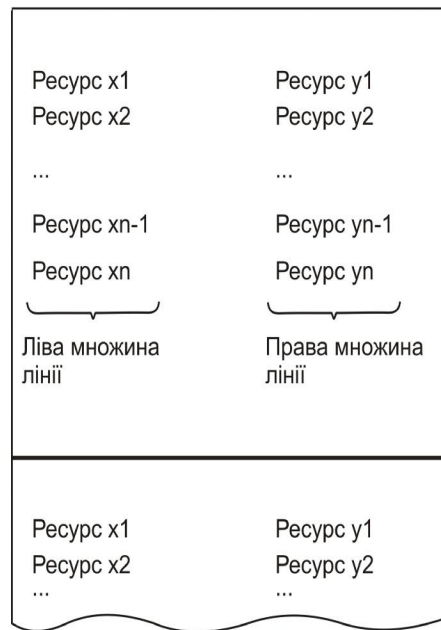 Ресурс x1 Ресурс y1
Ресурс x2 Ресурс y2
... ...
Ресурс xn-1 Ресурс yn-1
Ресурс xn Ресурс yn
Ліва множина Права множина
лінії лінії
Ресурс x1 Ресурс y1
Ресурс x2 Ресурс y2
... ...